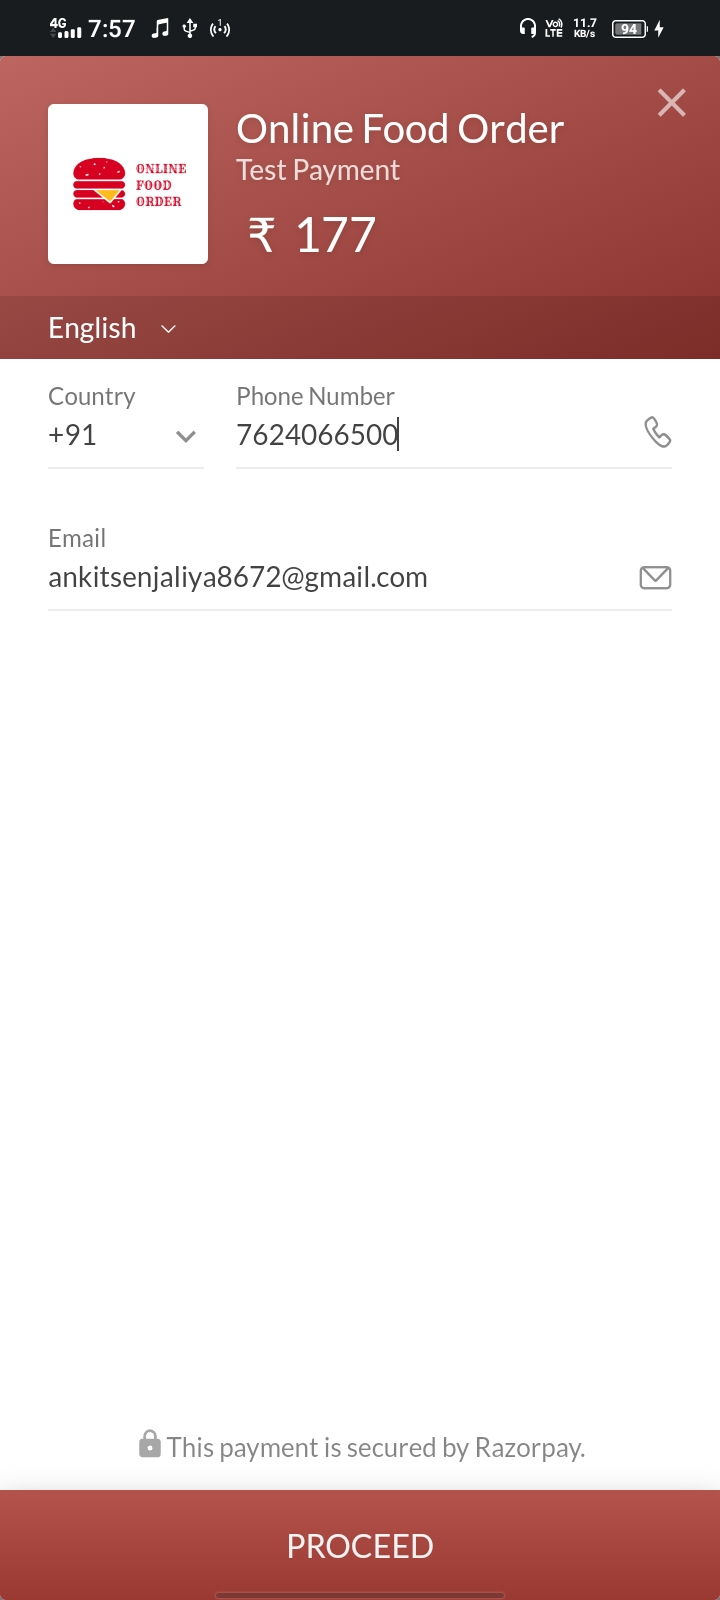 4G 7:57 1 Vo) LTE 11.7 KB/s 94
ONLINE
FOOD
ORDER
Online Food Order
Test Payment
₹ 177
English
Country
+91
Phone Number
7624066500
Email
ankitsenjaliya8672@gmail.com
This payment is secured by Razorpay.
PROCEED